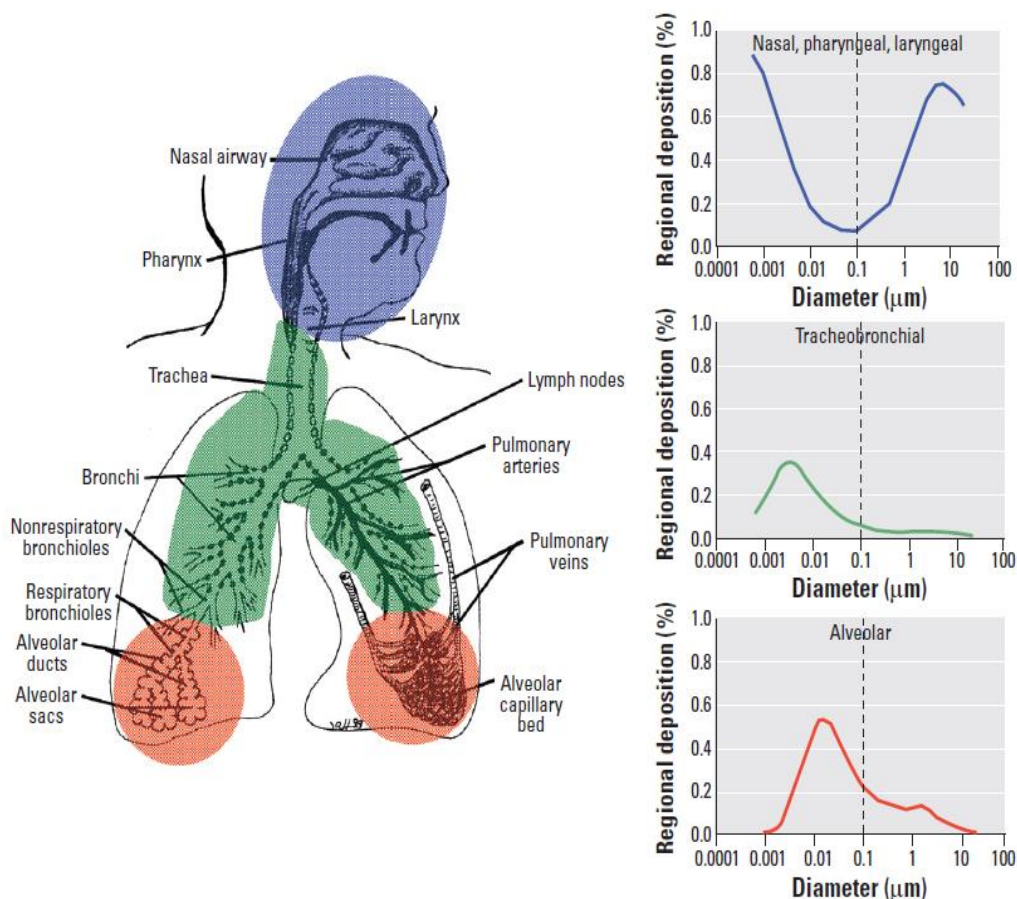 Nasal airway
Pharynx
Larynx
Trachea
Lymph nodes
Pulmonary
arteries
Bronchi
Nonrespiratory
bronchioles
Pulmonary
veins
Respiratory
bronchioles
Alveolar
ducts
Alveolar
sacs
Alveolar
capillary
bed
Regional deposition (%)
Nasal, pharyngeal, laryngeal
1.0
0.8
0.6
0.4
0.2
0.0
0.0001 0.001 0.01 0.1 1 10 100
Diameter (μm)
Regional deposition (%)
Tracheobronchial
1.0
0.8
0.6
0.4
0.2
0.0
0.0001 0.001 0.01 0.1 1 10 100
Diameter (μm)
Regional deposition (%)
Alveolar
1.0
0.8
0.6
0.4
0.2
0.0
0.0001 0.001 0.01 0.1 1 10 100
Diameter (μm)